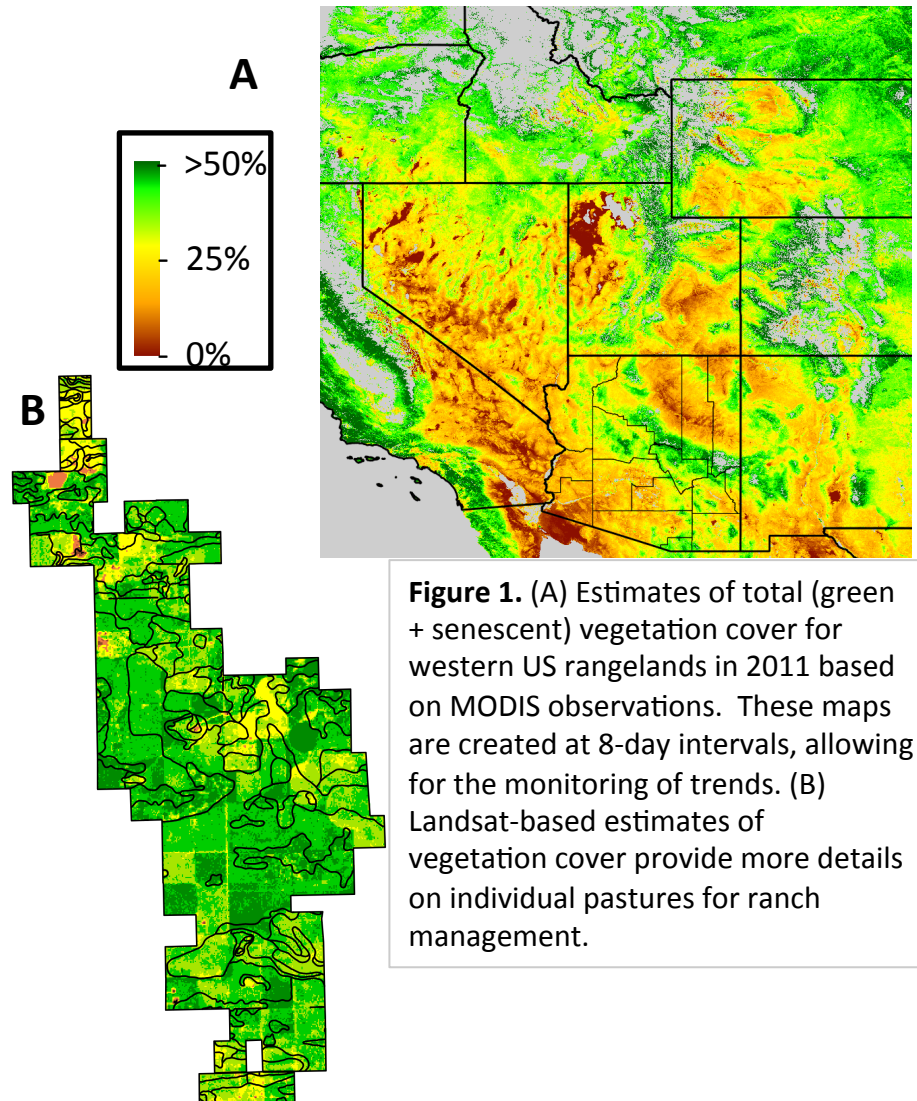 A
>50%
25%
0%
B
Figure 1. (A) Estimates of total (green
+ senescent) vegetation cover for
western US rangelands in 2011 based
on MODIS observations.  These maps
are created at 8-day intervals, allowing
for the monitoring of trends. (B)
Landsat-based estimates of
vegetation cover provide more details
on individual pastures for ranch
management.